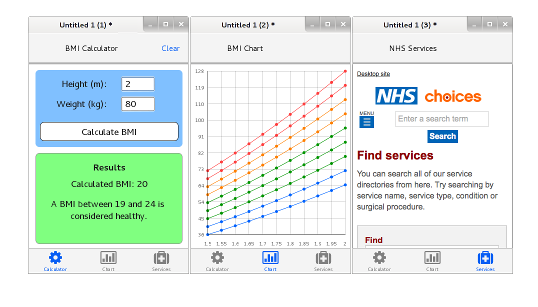 Untitled 1 (1) *
BMI Calculator
Clear
Height (m):
2
Weight (kg):
80
Calculate BMI
Results
Calculated BMI: 20
A BMI between 19 and 24 is
considered healthy.
Calculator
Chart
Services
Untitled 1 (2) *
BMI Chart
128
119
110
100
91
82
73
64
54
45
36
1.5 1.55 1.6 1.65 1.7 1.75 1.8 1.85 1.9 1.95 2
Calculator
Chart
Services
Untitled 1 (3) *
NHS Services
Desktop site
NHS choices
MENU
Enter a search term
Search
Find services
You can search all of our service
directories from here. Try searching by
service name, service type, condition or
surgical procedure.
Find
Calculator
Chart
Services